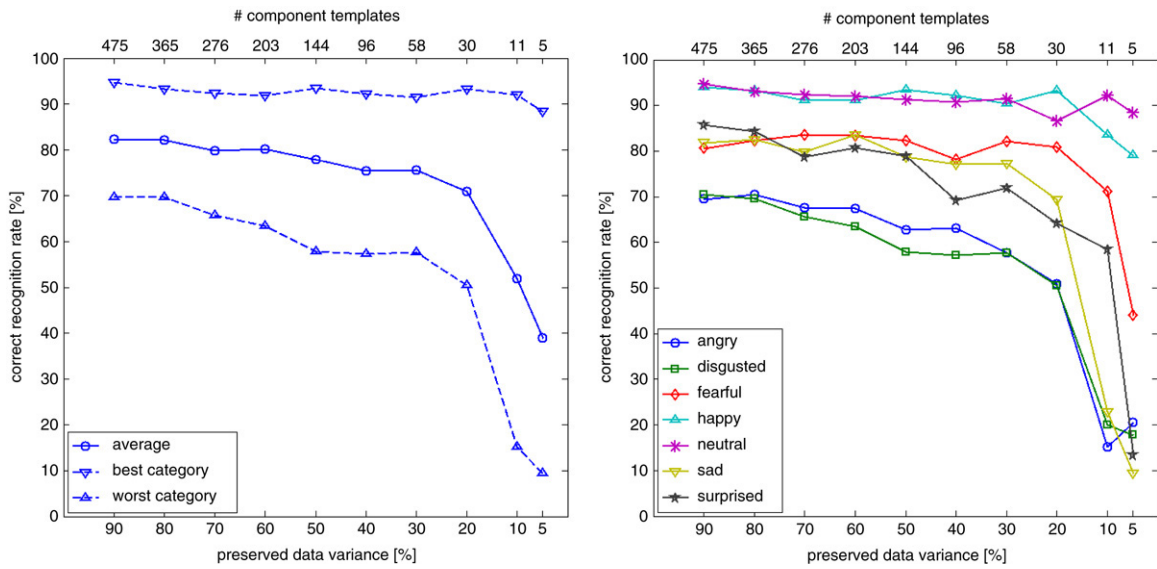 # component templates
475 365 276 203 144 96 58 30 11 5
100
90
80
70
60
50
40
30
20
10
0
correct recognition rate [%]
average
best category
worst category
90 80 70 60 50 40 30 20 10 5
preserved data variance [%]
# component templates
475 365 276 203 144 96 58 30 11 5
100
90
80
70
60
50
40
30
20
10
0
correct recognition rate [%]
angry
disgusted
fearful
happy
neutral
sad
surprised
90 80 70 60 50 40 30 20 10 5
preserved data variance [%]